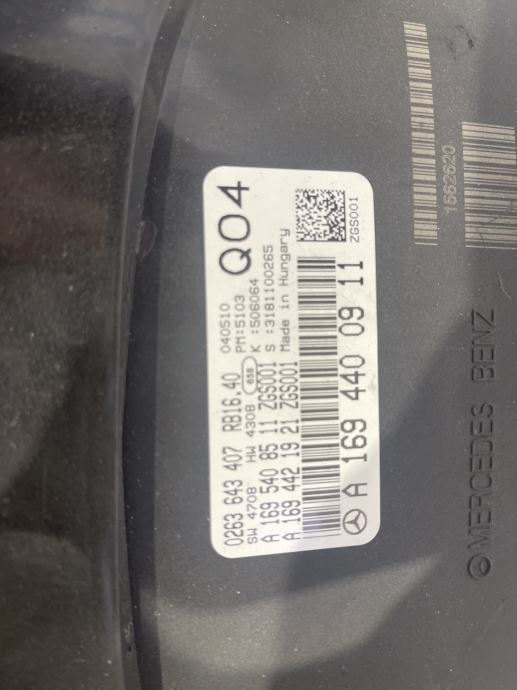 0263 643 407 RB16.40 040510 Q04
SW 4708 HW 4308 658 PM:5103
A 169 540 85 11 ZGS001 K :506064
A 169 442 19 21 ZGS001 S :3181100265
Made in Hungary
A 169 440 09 11
ZGS001
1562620
MERCEDES BENZ